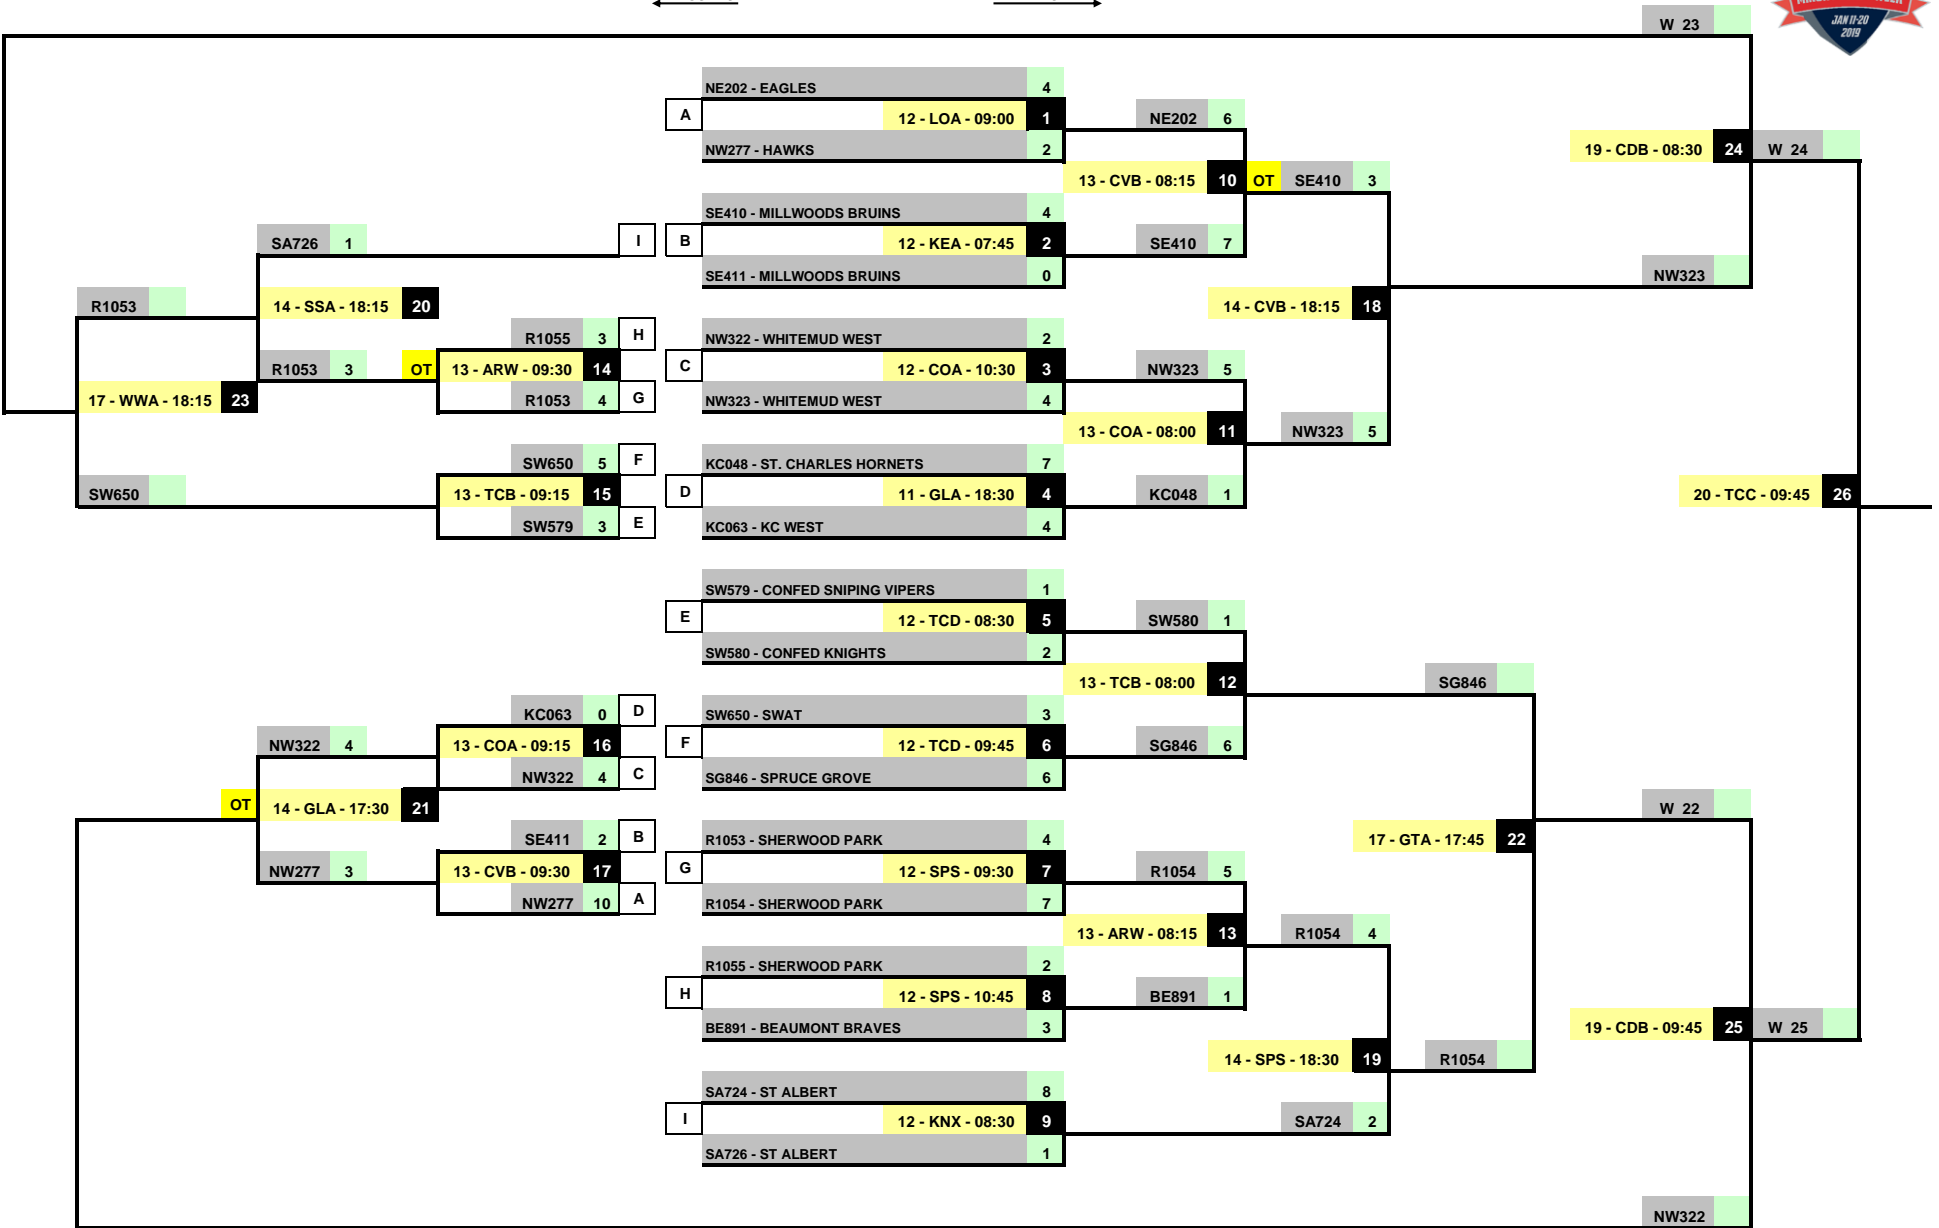 W 23
JAN 11-20
2019
NE202 - EAGLES 4
A 12 - LOA - 09:00 1 NE202 6
NW277 - HAWKS 2 19 - CDB - 08:30 24 W 24
13 - CVB - 08:15 10 OT SE410 3
SE410 - MILLWOODS BRUINS 4
SA726 1 I B 12 - KEA - 07:45 2 SE410 7
SE411 - MILLWOODS BRUINS 0 NW323
R1053 14 - SSA - 18:15 20 14 - CVB - 18:15 18
R1055 3 H NW322 - WHITEMUD WEST 2
R1053 3 OT 13 - ARW - 09:30 14 C 12 - COA - 10:30 3 NW323 5
17 - WWA - 18:15 23 R1053 4 G NW323 - WHITEMUD WEST 4
13 - COA - 08:00 11 NW323 5
SW650 5 F KC048 - ST. CHARLES HORNETS 7
SW650 13 - TCB - 09:15 15 D 11 - GLA - 18:30 4 KC048 1 20 - TCC - 09:45 26
SW579 3 E KC063 - KC WEST 4
SW579 - CONFED SNIPING VIPERS 1
E 12 - TCD - 08:30 5 SW580 1
SW580 - CONFED KNIGHTS 2
13 - TCB - 08:00 12 SG846
KC063 0 D SW650 - SWAT 3
NW322 4 13 - COA - 09:15 16 F 12 - TCD - 09:45 6 SG846 6
NW322 4 C SG846 - SPRUCE GROVE 6
OT 14 - GLA - 17:30 21 W 22
SE411 2 B R1053 - SHERWOOD PARK 4 17 - GTA - 17:45 22
NW277 3 13 - CVB - 09:30 17 G 12 - SPS - 09:30 7 R1054 5
NW277 10 A R1054 - SHERWOOD PARK 7
13 - ARW - 08:15 13 R1054 4
R1055 - SHERWOOD PARK 2
H 12 - SPS - 10:45 8 BE891 1
BE891 - BEAUMONT BRAVES 3 19 - CDB - 09:45 25 W 25
14 - SPS - 18:30 19 R1054
SA724 - ST ALBERT 8
I 12 - KNX - 08:30 9 SA724 2
SA726 - ST ALBERT 1
NW322